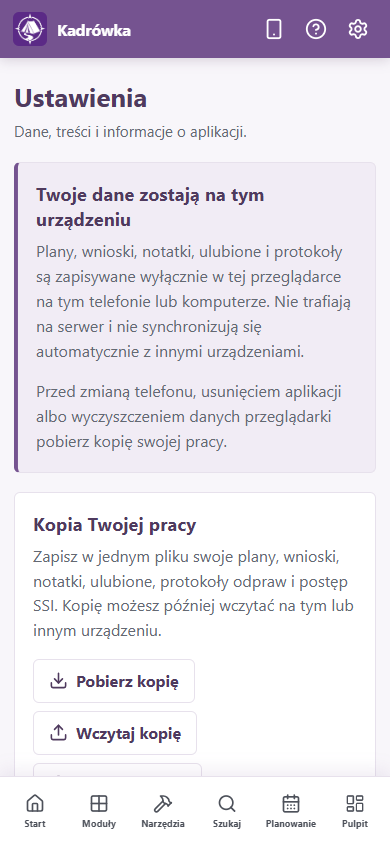 Kadrówka
Ustawienia
Dane, treści i informacje o aplikacji.
Twoje dane zostają na tym
urządzeniu
Plany, wnioski, notatki, ulubione i protokoły
są zapisywane wyłącznie w tej przeglądarce
na tym telefonie lub komputerze. Nie trafiają
na serwer i nie synchronizują się
automatycznie z innymi urządzeniami.
Przed zmianą telefonu, usunięciem aplikacji
albo wyczyszczeniem danych przeglądarki
pobierz kopię swojej pracy.
Kopia Twojej pracy
Zapisz w jednym pliku swoje plany, wnioski,
notatki, ulubione, protokoły odpraw i postęp
SSI. Kopię możesz później wczytać na tym lub
innym urządzeniu.
Pobierz kopię
Wczytaj kopię
Start
Moduły
Narzędzia
Szukaj
Planowanie
Pulpit